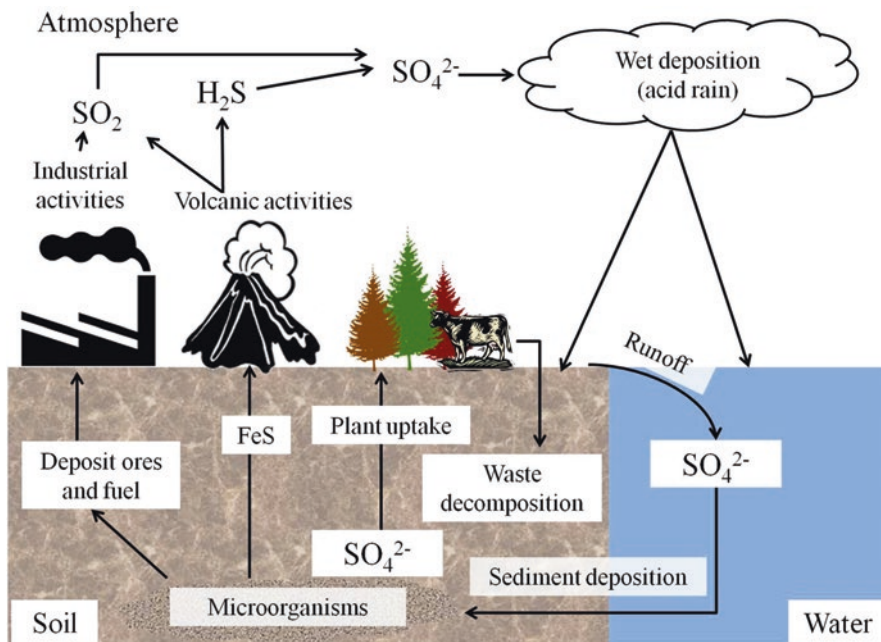 Atmosphere
SO₂
H₂S
SO₄²⁻
Wet deposition
(acid rain)
Industrial
activities
Volcanic activities
Runoff
FeS
Plant uptake
Deposit ores
and fuel
Waste
decomposition
SO₄²⁻
SO₄²⁻
Sediment deposition
Microorganisms
Soil
Water